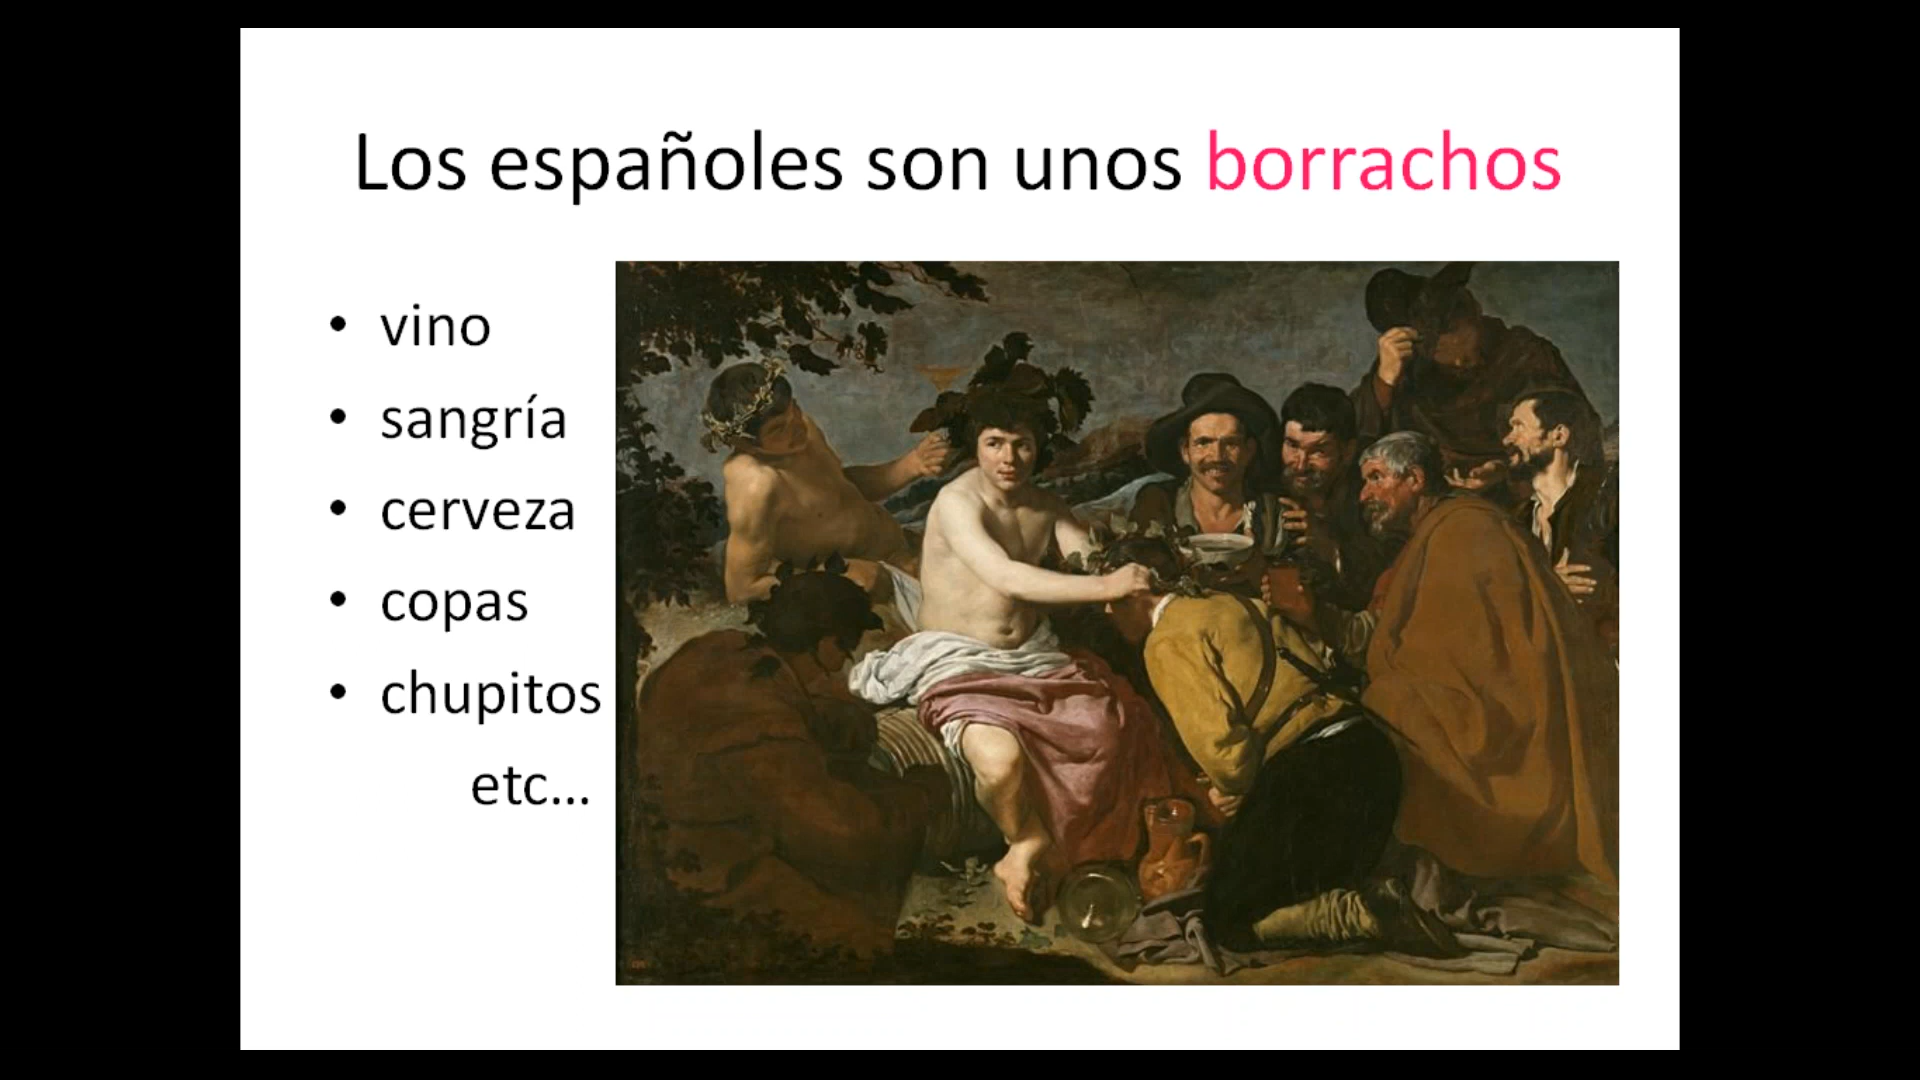 Los españoles son unos borrachos
• vino
• sangría
• cerveza
• copas
• chupitos
etc...